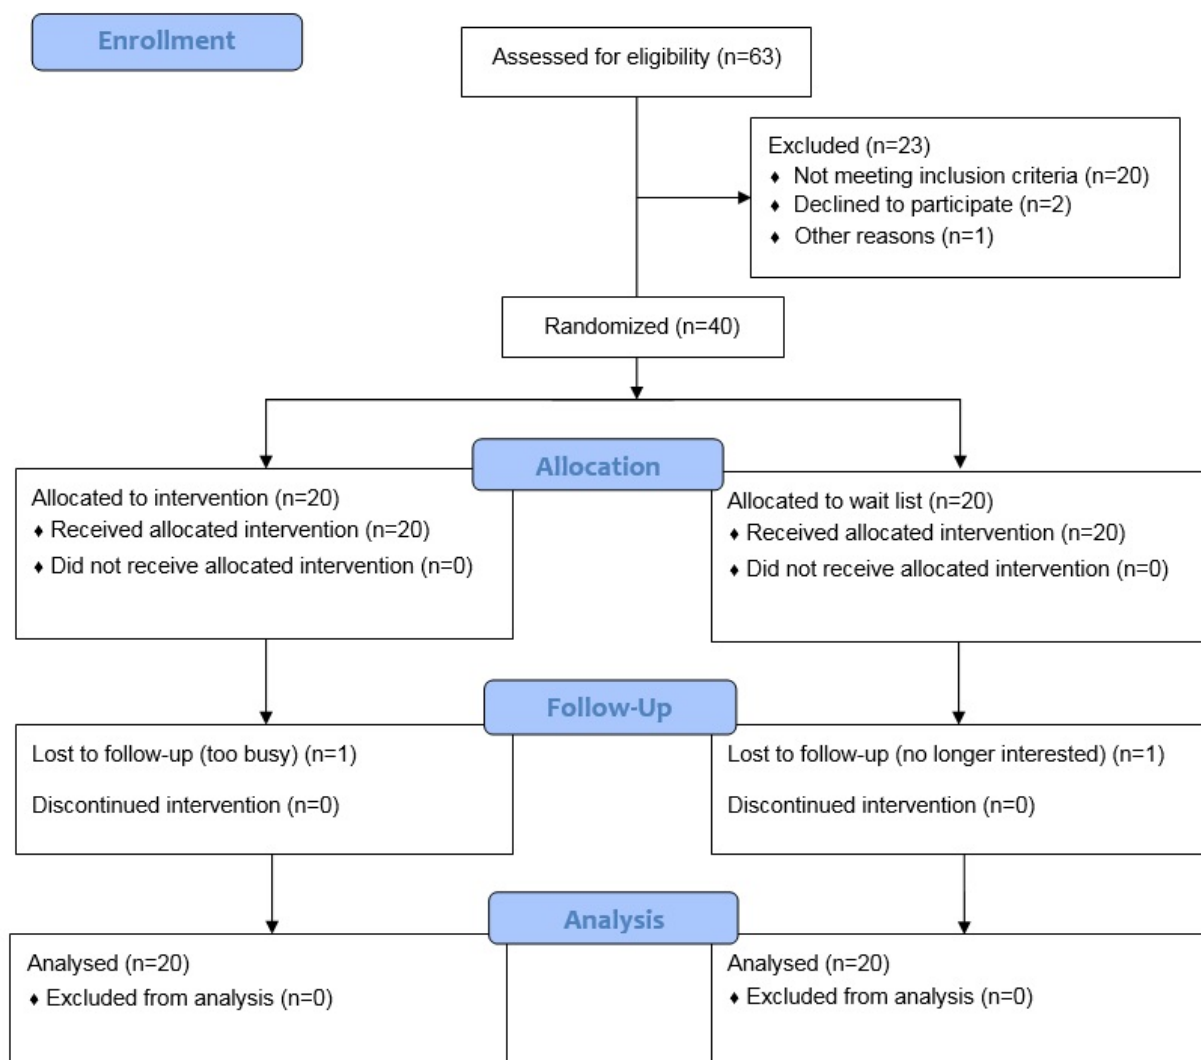 Enrollment
Assessed for eligibility (n=63)
Excluded (n=23)
♦ Not meeting inclusion criteria (n=20)
♦ Declined to participate (n=2)
♦ Other reasons (n=1)
Randomized (n=40)
Allocation
Allocated to intervention (n=20)
♦ Received allocated intervention (n=20)
♦ Did not receive allocated intervention (n=0)
Allocated to wait list (n=20)
♦ Received allocated intervention (n=20)
♦ Did not receive allocated intervention (n=0)
Follow-Up
Lost to follow-up (too busy) (n=1)
Discontinued intervention (n=0)
Lost to follow-up (no longer interested) (n=1)
Discontinued intervention (n=0)
Analysis
Analysed (n=20)
♦ Excluded from analysis (n=0)
Analysed (n=20)
♦ Excluded from analysis (n=0)